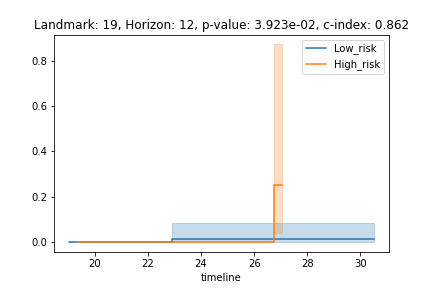 Landmark: 19, Horizon: 12, p-value: 3.923e-02, c-index: 0.862
Low_risk
High_risk
0.8
0.6
0.4
0.2
0.0
20 22 24 26 28 30
timeline